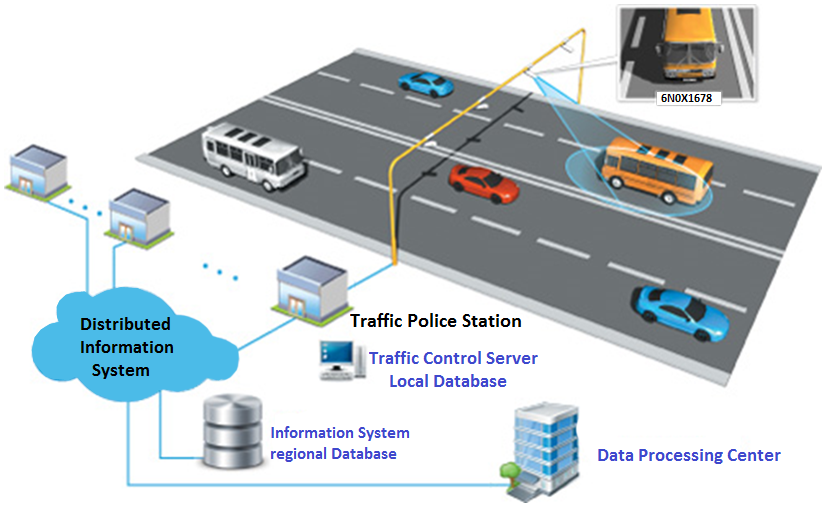 6N0X1678
Traffic Police Station
Distributed
Information
System
Traffic Control Server
Local Database
Information System
regional Database
Data Processing Center